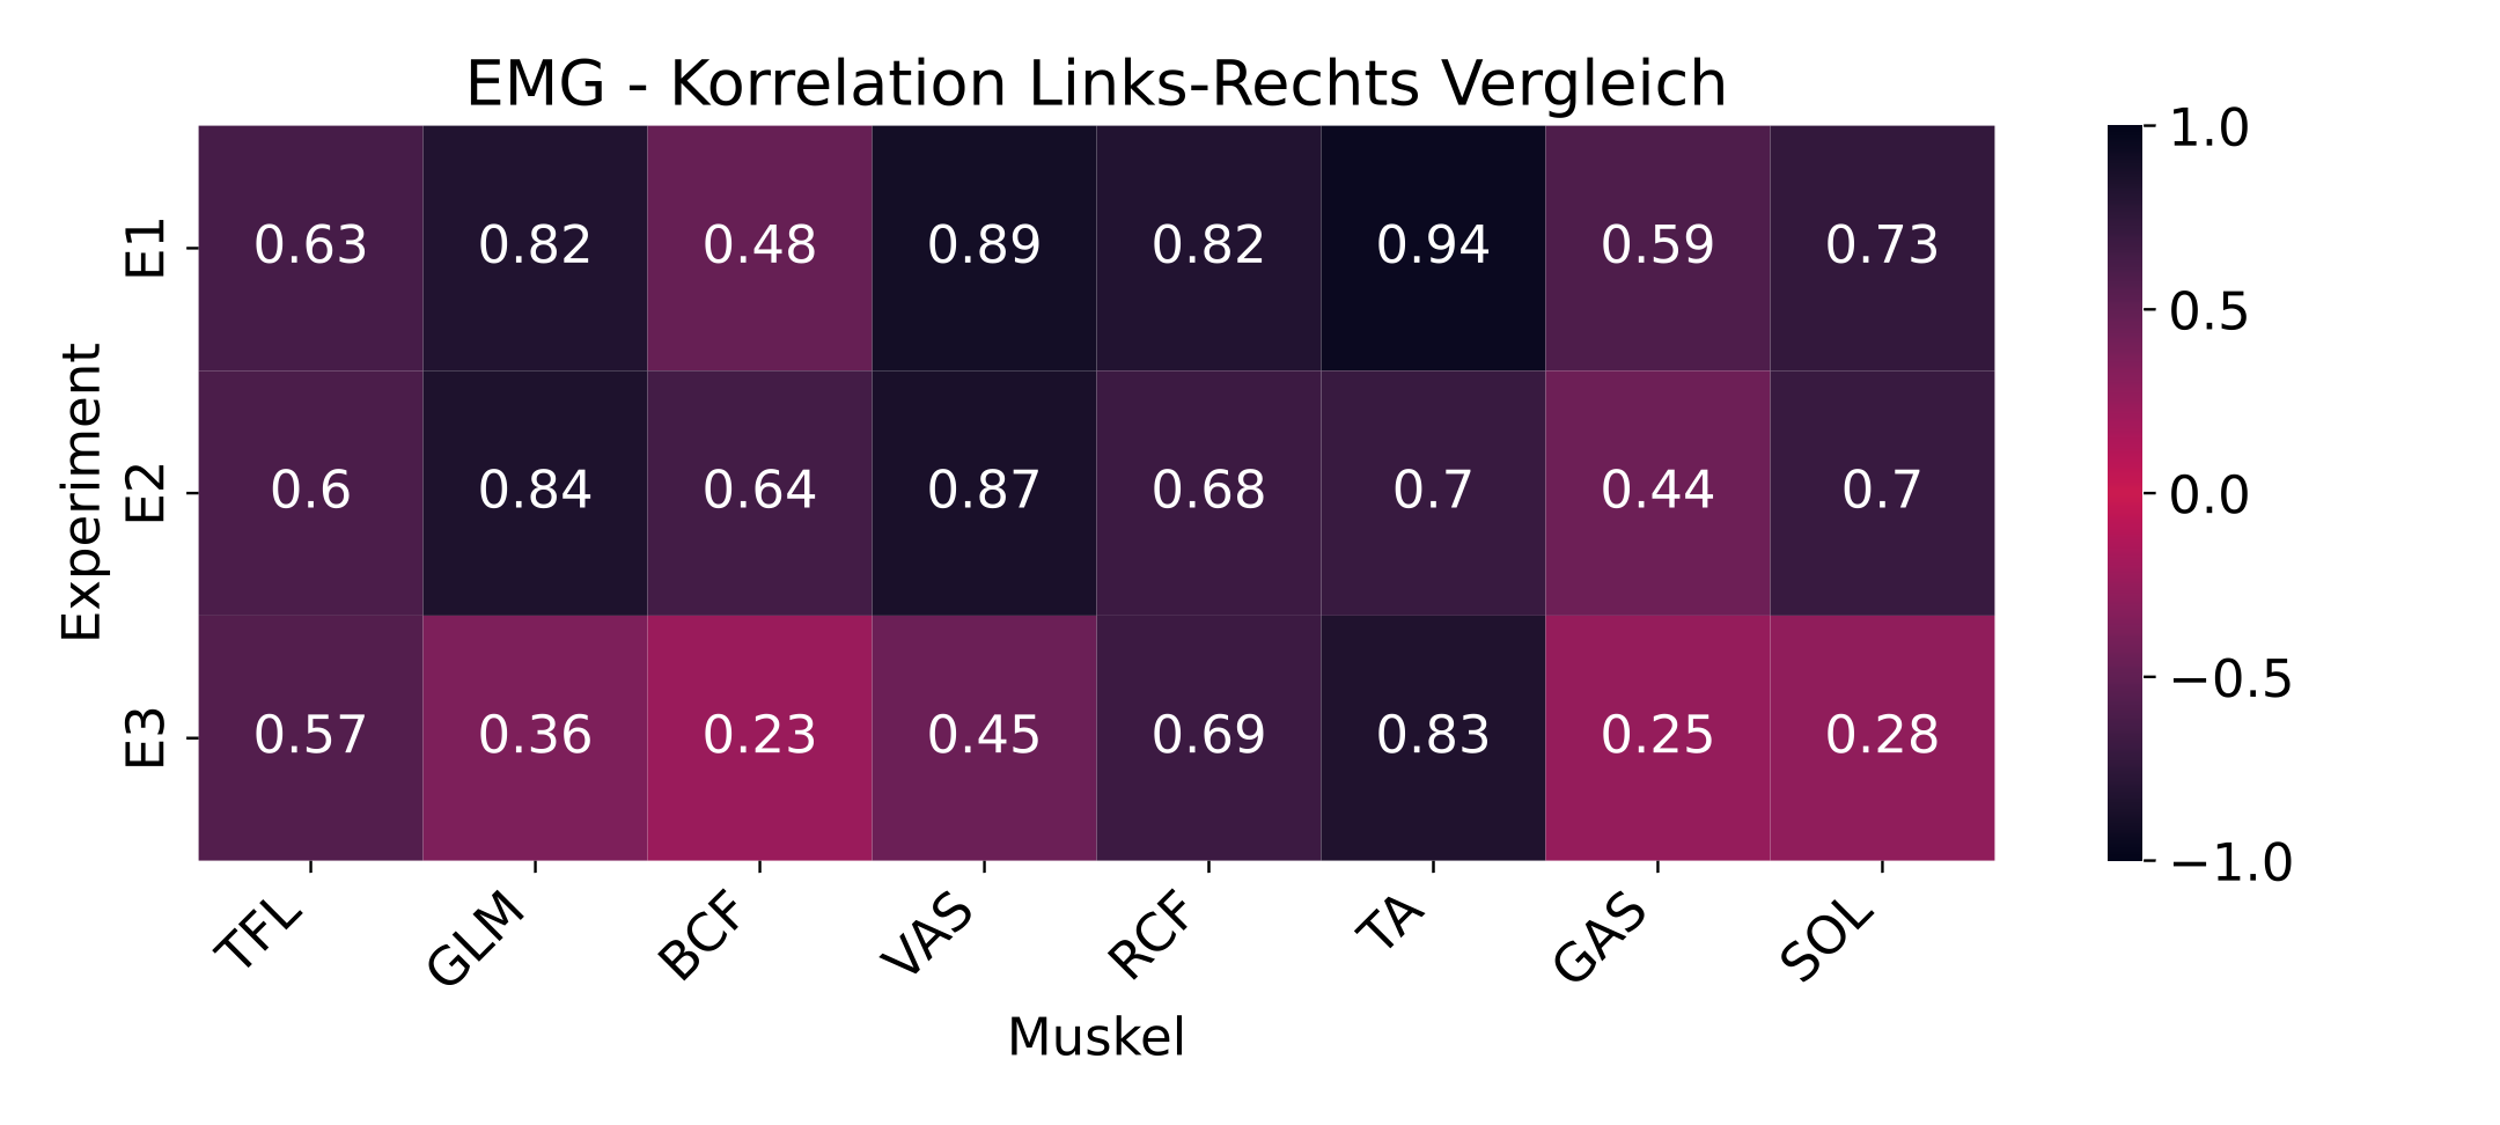 EMG - Korrelation Links-Rechts Vergleich
Experiment
E1
0.63 0.82 0.48 0.89 0.82 0.94 0.59 0.73
E2
0.6 0.84 0.64 0.87 0.68 0.7 0.44 0.7
E3
0.57 0.36 0.23 0.45 0.69 0.83 0.25 0.28
TFL GLM BCF VAS RCF TA GAS SOL
Muskel
1.0
0.5
0.0
−0.5
−1.0